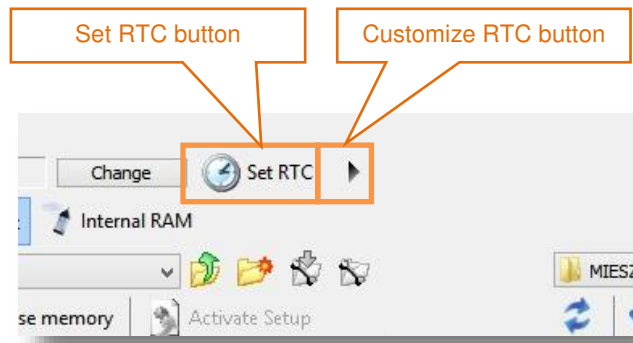 Set RTC button
Customize RTC button
Change
Set RTC
Internal RAM
se memory
Activate Setup
MIESZ